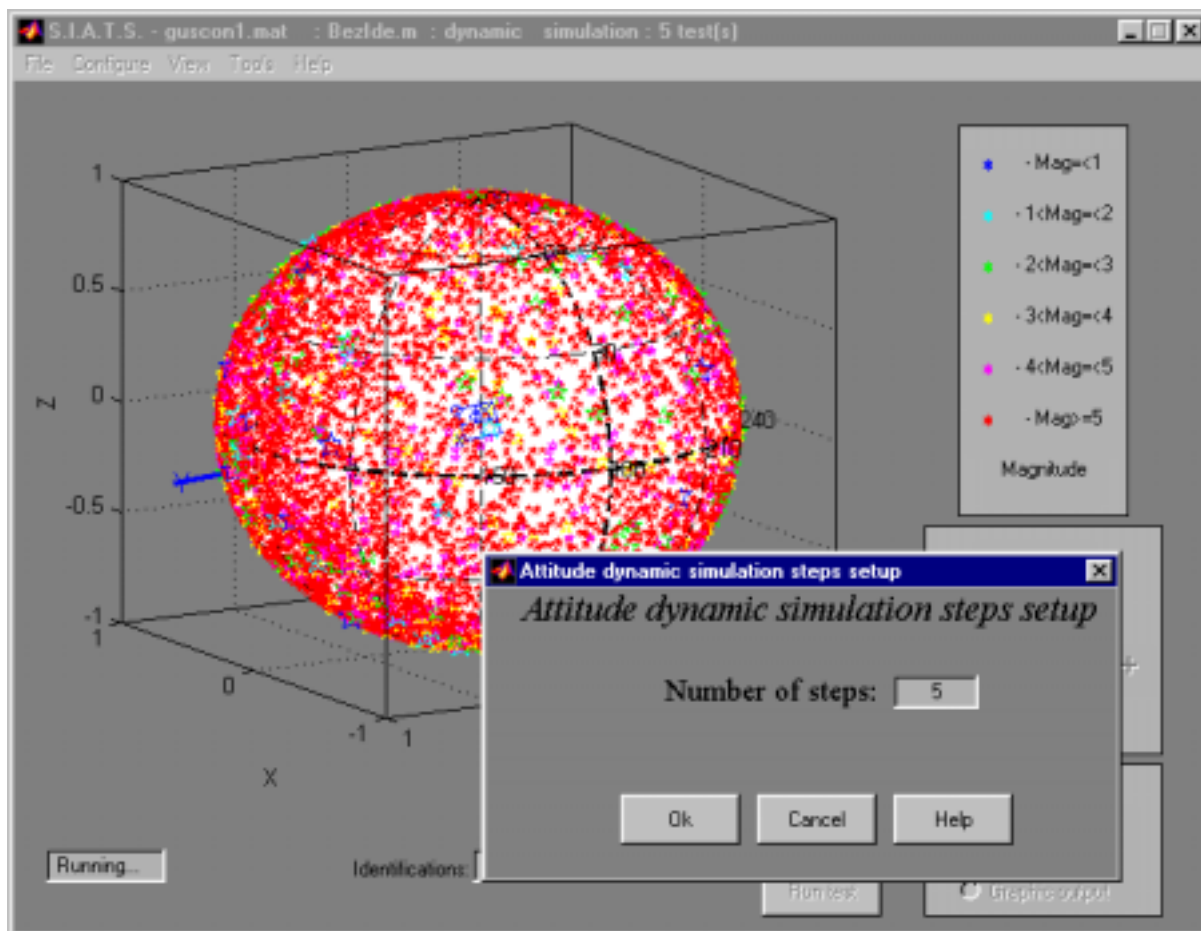 S.I.A.T.S. - guscon1.mat : BezIde.m : dynamic simulation : 5 test(s)
File Configure View Tools Help
- Mag=<1
- 1<Mag=<2
- 2<Mag=<3
- 3<Mag=<4
- 4<Mag=<5
- Mag>=5
Magnitude
1
0.5
0
-0.5
-1
Z
1
0
-1
X
1
240
Attitude dynamic simulation steps setup
Attitude dynamic simulation steps setup
Number of steps: 5
Ok Cancel Help
Running...
Identifications:
Run test
Graphic output